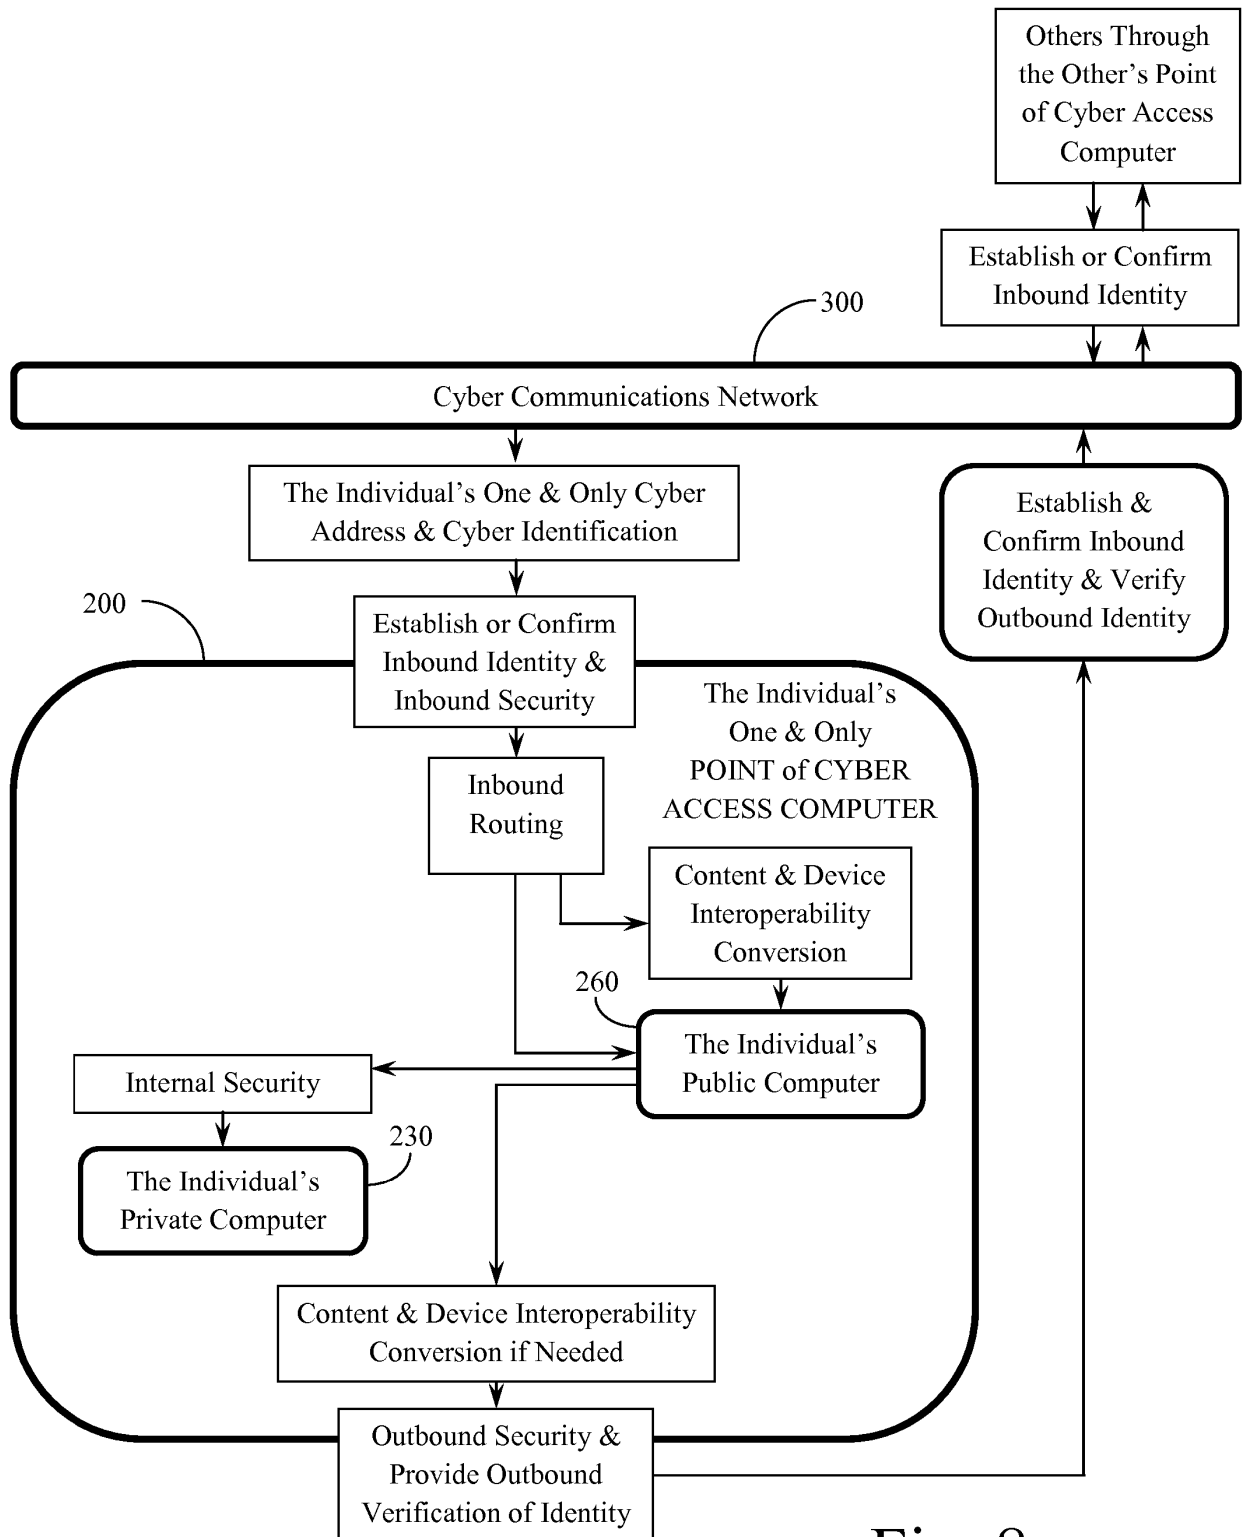 Others Through
the Other’s Point
of Cyber Access
Computer
Establish or Confirm
Inbound Identity
300
Cyber Communications Network
The Individual’s One & Only Cyber
Address & Cyber Identification
Establish &
Confirm Inbound
Identity & Verify
Outbound Identity
200
Establish or Confirm
Inbound Identity &
Inbound Security
The Individual’s
One & Only
POINT of CYBER
ACCESS COMPUTER
Inbound
Routing
Content & Device
Interoperability
Conversion
260
The Individual’s
Public Computer
Internal Security
230
The Individual’s
Private Computer
Content & Device Interoperability
Conversion if Needed
Outbound Security &
Provide Outbound
Verification of Identity